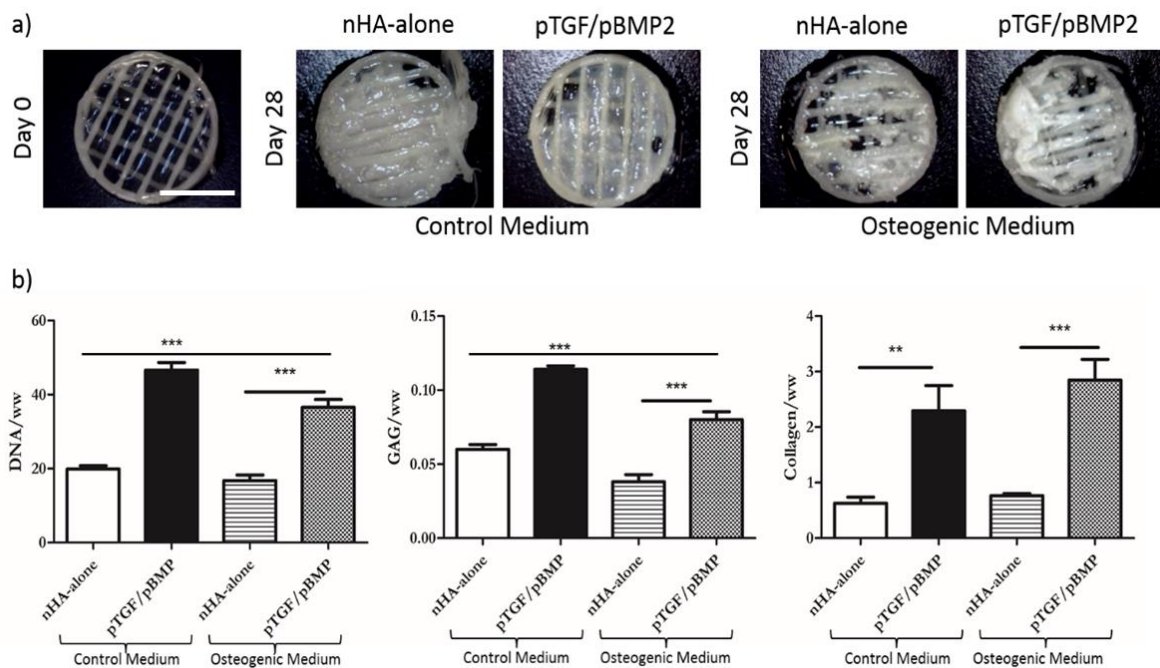 a)
nHA-alone pTGF/pBMP2 nHA-alone pTGF/pBMP2
Day 0
Day 28
Day 28
Control Medium Osteogenic Medium
b)
DNA/ww
60
40
20
0
***
***
nHA-alone
pTGF/pBMP
nHA-alone
pTGF/pBMP
Control Medium Osteogenic Medium
GAG/ww
0.15
0.10
0.05
0.00
***
***
nHA-alone
pTGF/pBMP
nHA-alone
pTGF/pBMP
Control Medium Osteogenic Medium
Collagen/ww
4
3
2
1
0
**
***
nHA-alone
pTGF/pBMP
nHA-alone
pTGF/pBMP
Control Medium Osteogenic Medium